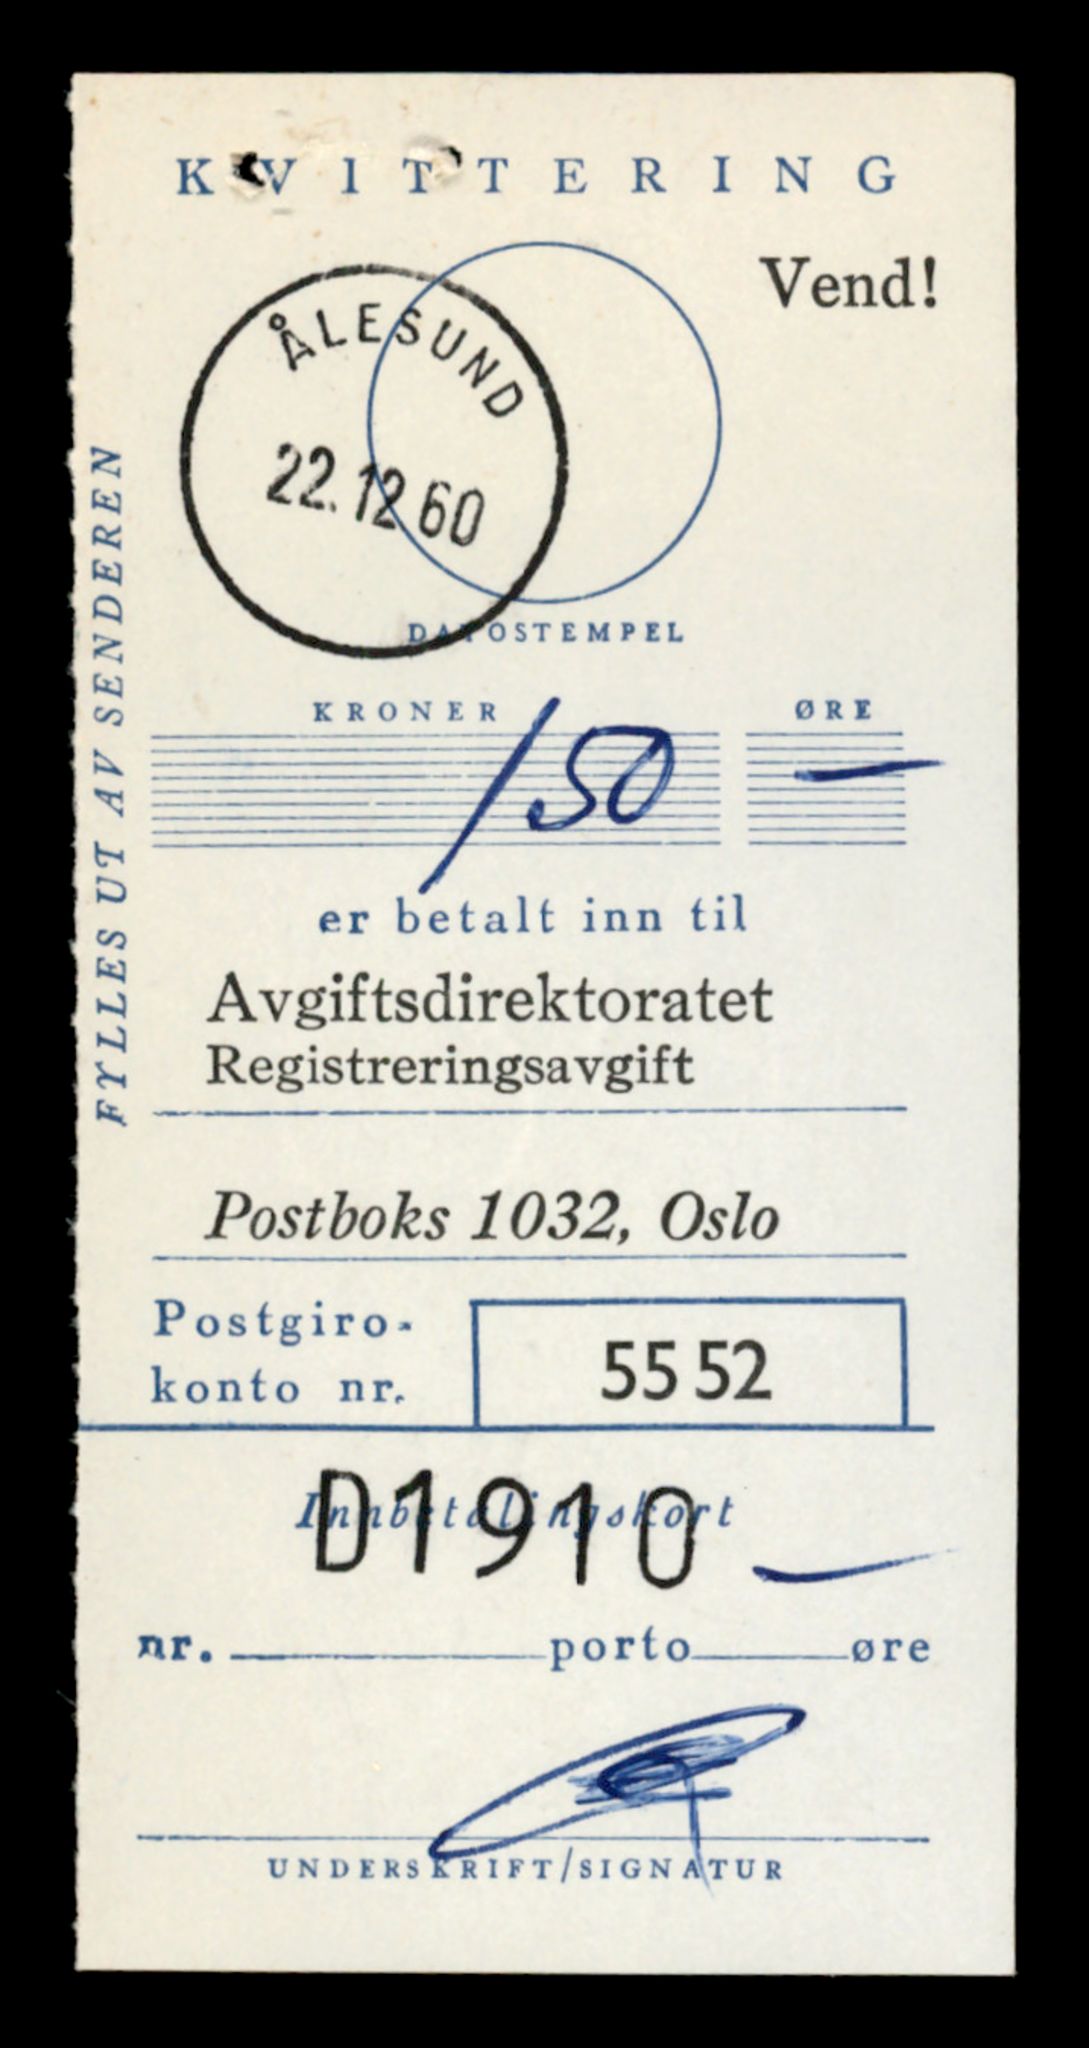 KVITTERING
Vend!
ÅLESUND
22.12 60
DATOSTEMPEL
FYLLES UT AV SENDEREN
KRONER ØRE
150 —
er betalt inn til
Avgiftsdirektoratet
Registreringsavgift
Postboks 1032, Oslo
Postgiro-
konto nr.
55 52
Innbetalingskort
D1910 —
nr. porto øre
UNDERSKRIFT/SIGNATUR